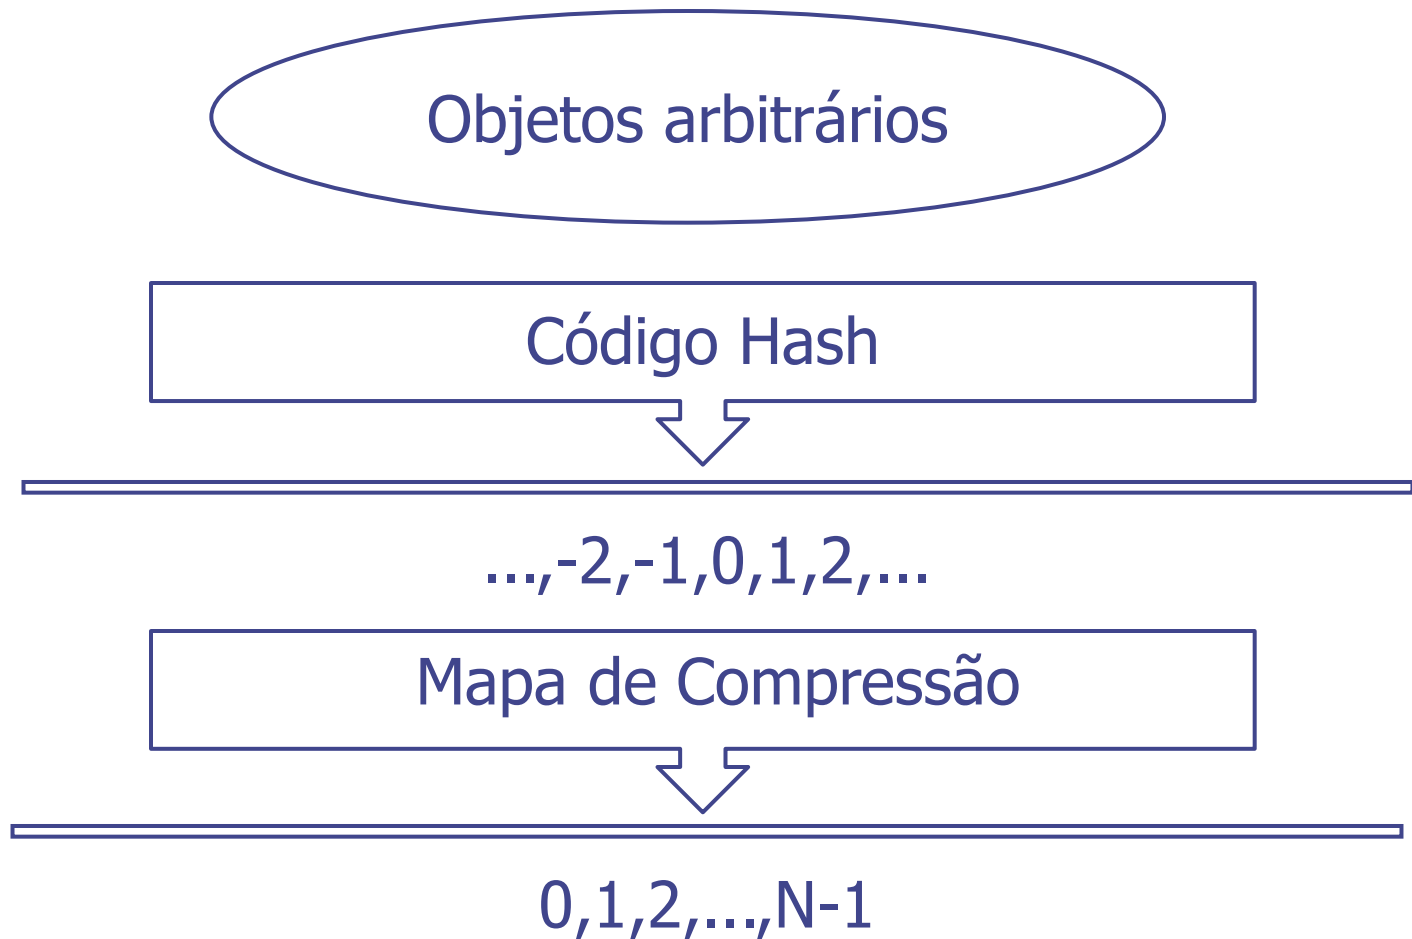 Objetos arbitrários
Código Hash
...,-2,-1,0,1,2,...
Mapa de Compressão
0,1,2,...,N-1